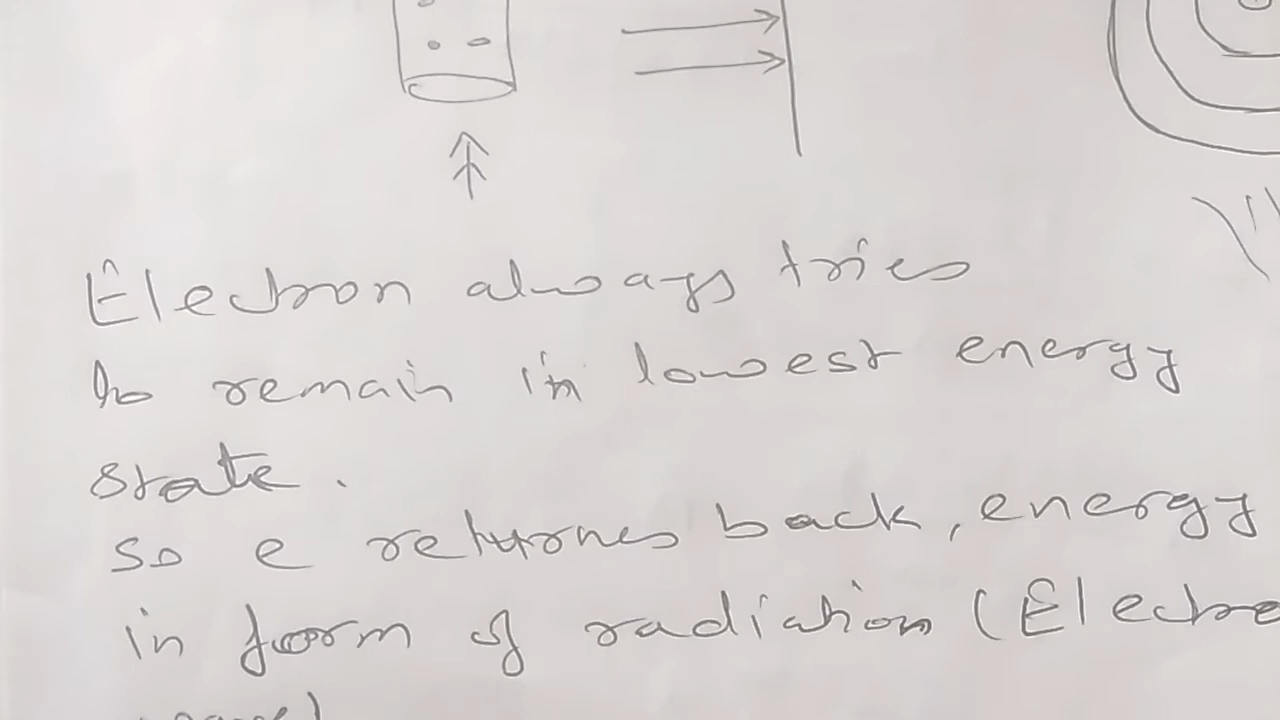 Electron always tries
to remain in lowest energy
state.
so e returnes back, energy
in form of radiation (Electro